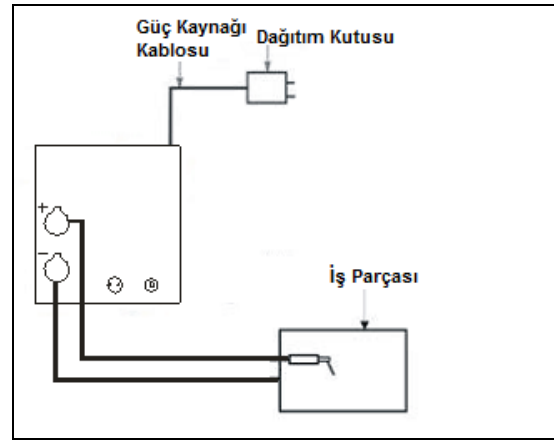 Güç Kaynağı
Kablosu
Dağıtım Kutusu
+
−
İş Parçası